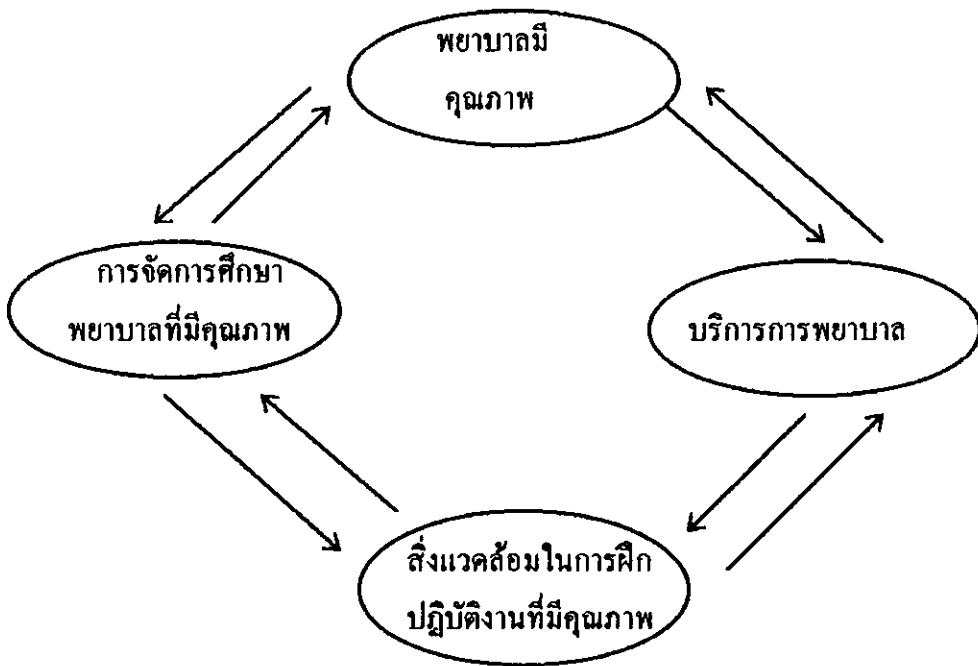 พยาบาลมี
คุณภาพ
การจัดการศึกษา
พยาบาลที่มีคุณภาพ
บริการการพยาบาล
สิ่งแวดล้อมในการฝึก
ปฏิบัติงานที่มีคุณภาพ